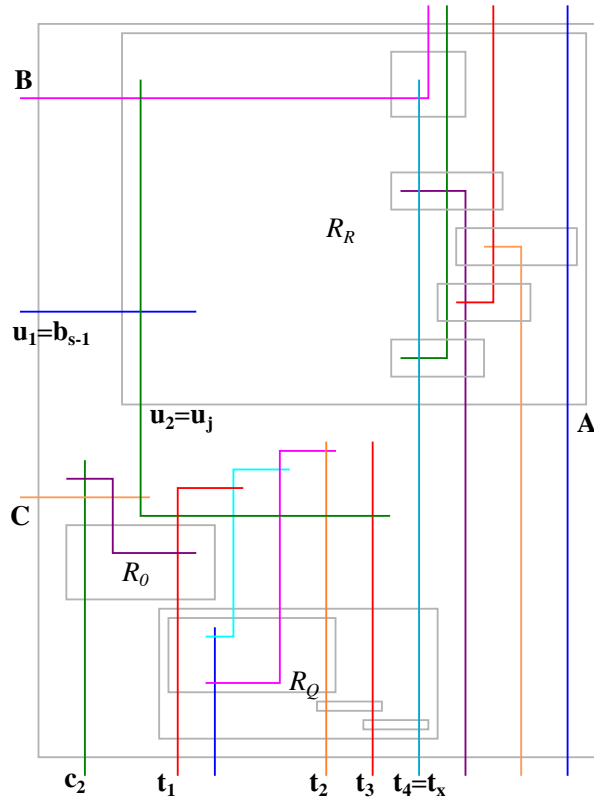 B
R_R
u_1=b_{s-1}
u_2=u_j
A
C
R_0
R_Q
c_2
t_1
t_2
t_3
t_4=t_x